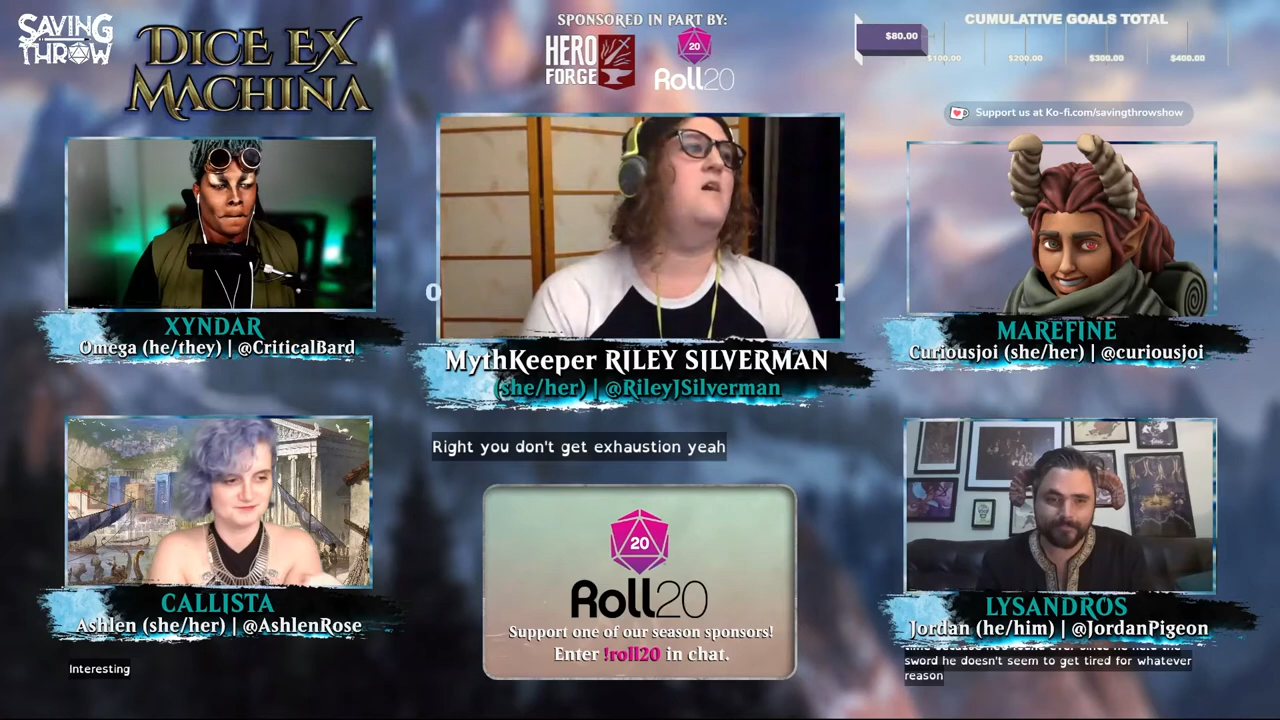 SAVING
THROW
DICE EX
MACHINA
SPONSORED IN PART BY:
HERO
FORGE
20
Roll20
CUMULATIVE GOALS TOTAL
$80.00
$100.00 $200.00 $300.00 $400.00
Support us at Ko-fi.com/savingthrowshow
0
1
XYNDAR
Omega (he/they) | @CriticalBard
MythKeeper RILEY SILVERMAN
(she/her) | @RileyJSilverman
MAREFINE
Curiousjoi (she/her) | @curiousjoi
Right you don't get exhaustion yeah
20
Roll20
Support one of our season sponsors!
Enter !roll20 in chat.
CALLISTA
Ashlen (she/her) | @AshlenRose
Interesting
LYSANDROS
Jordan (he/him) | @JordanPigeon
sword he doesn't seem to get tired for whatever
reason